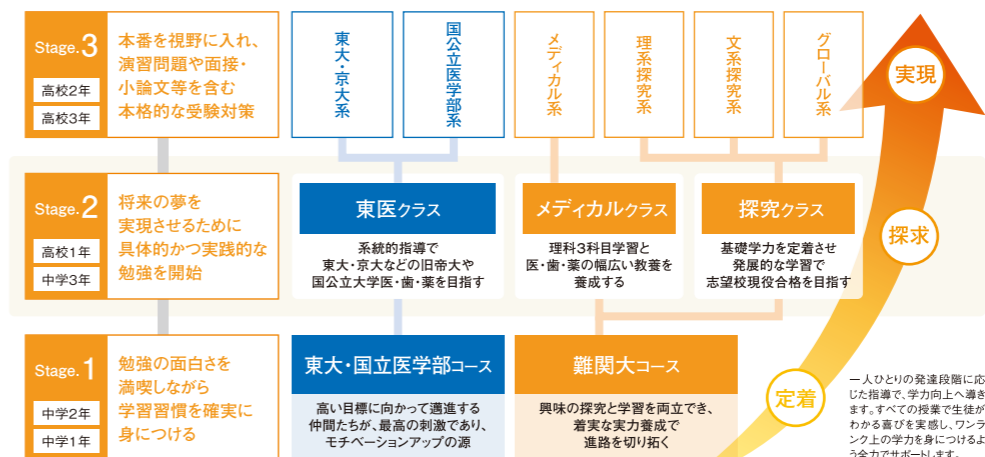 Stage.3
高校2年
高校3年
本番を視野に入れ、
演習問題や面接・
小論文等を含む
本格的な受験対策
東大・京大系
国公立医学部系
メディカル系
理系探究系
文系探究系
グローバル系
実現
Stage.2
高校1年
中学3年
将来の夢を
実現させるために
具体的かつ実践的な
勉強を開始
東医クラス
系統的指導で
東大・京大などの旧帝大や
国公立大学医・歯・薬を目指す
メディカルクラス
理科3科目学習と
医・歯・薬の幅広い教養を
養成する
探究クラス
基礎学力を定着させ
発展的な学習で
志望校現役合格を目指す
探求
Stage.1
中学2年
中学1年
勉強の面白さを
満喫しながら
学習習慣を確実に
身につける
東大・国立医学部コース
高い目標に向かって邁進する
仲間たちが、最高の刺激であり、
モチベーションアップの源
難関大コース
興味の探究と学習を両立でき、
着実な実力養成で
進路を切り拓く
定着
一人ひとりの発達段階に応
じた指導で、学力向上へ導き
ます。すべての授業で生徒が
わかる喜びを実感し、ワンラ
ンク上の学力を身につけるよ
う全力でサポートします。